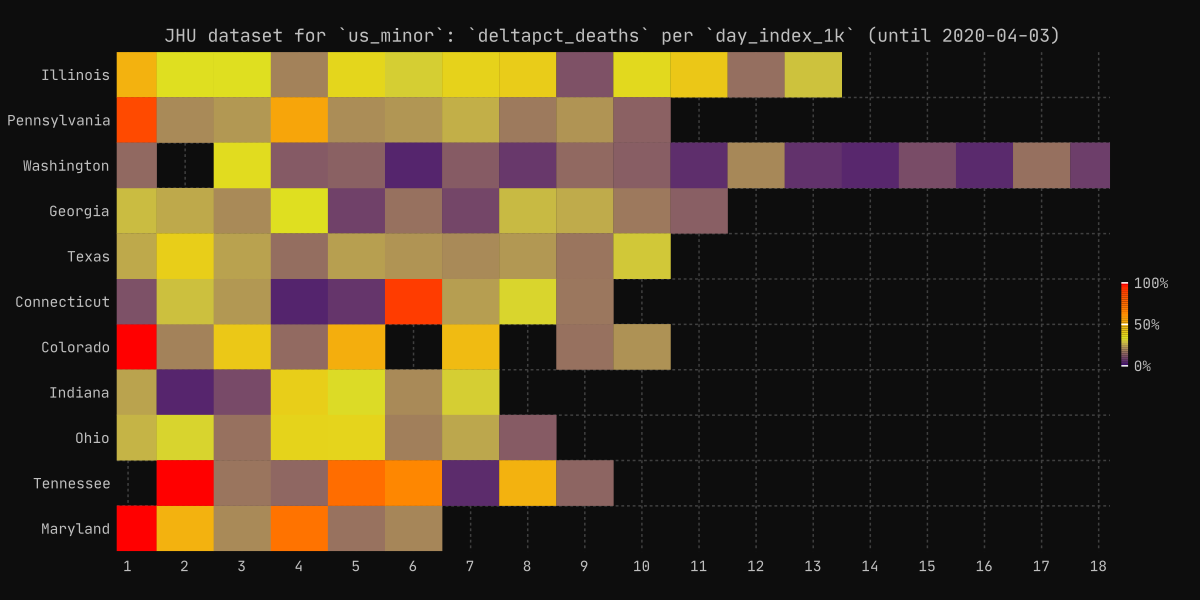 JHU dataset for `us_minor`: `deltapct_deaths` per `day_index_1k` (until 2020-04-03)
Illinois
Pennsylvania
Washington
Georgia
Texas
Connecticut
Colorado
Indiana
Ohio
Tennessee
Maryland
1 2 3 4 5 6 7 8 9 10 11 12 13 14 15 16 17 18
100%
50%
0%